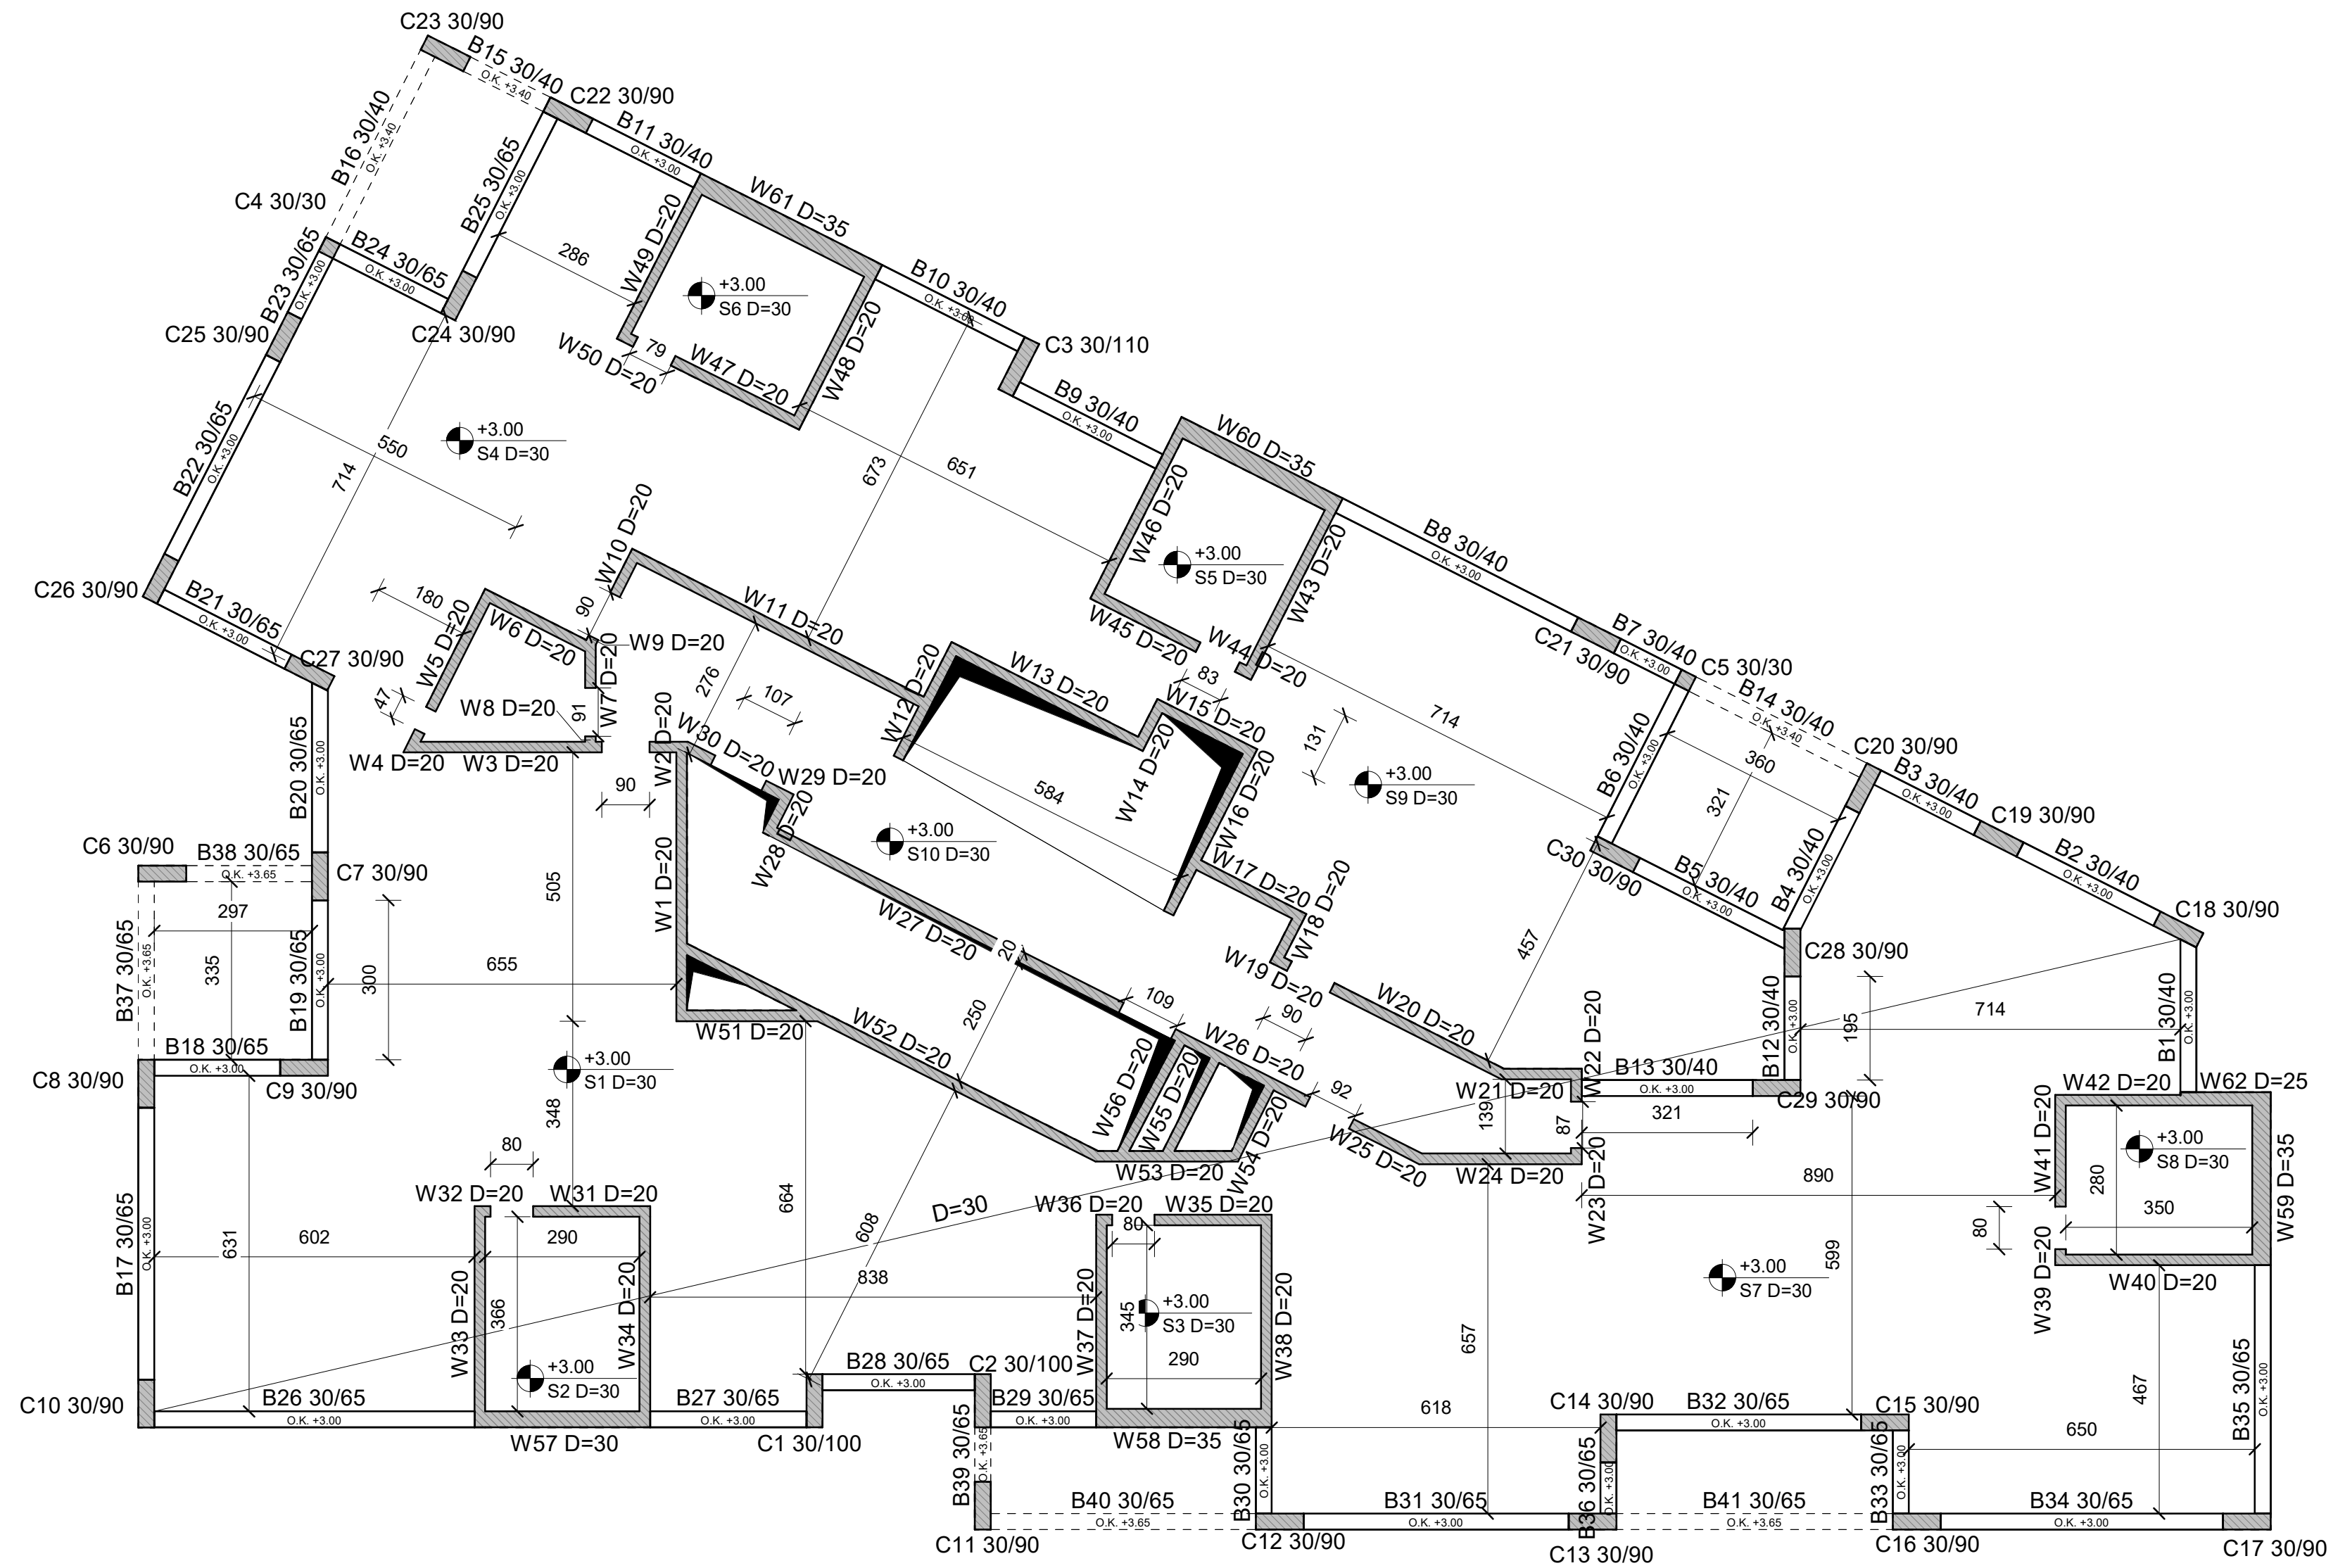 C23 30/90
B15 30/40
O.K. +3.40
C22 30/90
B11 30/40
O.K. +3.00
B16 30/40
O.K. +3.40
B25 30/65
O.K. +3.00
W61 D=35
C4 30/30
W49 D=20
B23 30/65
O.K. +3.00
B24 30/65
O.K. +3.00
286
+3.00
S6 D=30
B10 30/40
O.K. +3.00
C25 30/90
C24 30/90
W50 D=20
79
W47 D=20
W48 D=20
C3 30/110
B9 30/40
O.K. +3.00
B22 30/65
O.K. +3.00
550
714
+3.00
S4 D=30
673
651
W60 D=35
W46 D=20
+3.00
S5 D=30
W43 D=20
B8 30/40
O.K. +3.00
W10 D=20
C26 30/90
B21 30/65
O.K. +3.00
180
90
W5 D=20
W6 D=20
W9 D=20
W11 D=20
W45 D=20
W44 D=20
83
C21 30/90
B7 30/40
O.K. +3.00
C5 30/30
B14 30/40
O.K. +3.40
C27 30/90
47
W8 D=20
91
W7 D=20
276
107
W12 D=20
W13 D=20
W15 D=20
131
714
B6 30/40
O.K. +3.00
360
321
C20 30/90
B3 30/40
O.K. +3.00
C19 30/90
B20 30/65
O.K. +3.00
W4 D=20
W3 D=20
W2 D=20
W30 D=20
W29 D=20
90
584
W14 D=20
W16 D=20
+3.00
S9 D=30
C6 30/90
B38 30/65
O.K. +3.65
C7 30/90
505
W1 D=20
W28 D=20
+3.00
S10 D=30
W17 D=20
C30 30/90
B5 30/40
O.K. +3.00
B4 30/40
O.K. +3.00
B2 30/40
O.K. +3.00
C18 30/90
297
335
B37 30/65
O.K. +3.65
B19 30/65
O.K. +3.00
300
655
W27 D=20
20
W18 D=20
W19 D=20
457
C28 30/90
W51 D=20
W52 D=20
250
109
90
W20 D=20
W26 D=20
B12 30/40
O.K. +3.00
195
714
B1 30/40
O.K. +3.00
C8 30/90
B18 30/65
O.K. +3.00
C9 30/90
+3.00
S1 D=30
348
W56 D=20
W55 D=20
92
W21 D=20
W22 D=20
B13 30/40
O.K. +3.00
C29 30/90
W42 D=20
W62 D=25
139
87
321
W25 D=20
W24 D=20
W23 D=20
W53 D=20
W54 D=20
W41 D=20
+3.00
S8 D=30
280
350
W59 D=35
80
W32 D=20
W31 D=20
664
608
D=30
W36 D=20
W35 D=20
80
890
80
W39 D=20
W40 D=20
B17 30/65
O.K. +3.00
631
602
290
366
W33 D=20
W34 D=20
838
W37 D=20
345
+3.00
S3 D=30
W38 D=20
290
657
+3.00
S7 D=30
599
467
+3.00
S2 D=30
C10 30/90
B26 30/65
O.K. +3.00
W57 D=30
B27 30/65
O.K. +3.00
C1 30/100
B28 30/65
O.K. +3.00
C2 30/100
B29 30/65
O.K. +3.00
W58 D=35
618
C14 30/90
B32 30/65
O.K. +3.00
C15 30/90
650
B35 30/65
O.K. +3.00
B39 30/65
O.K. +3.65
C11 30/90
B40 30/65
O.K. +3.65
B30 30/65
O.K. +3.00
C12 30/90
B31 30/65
O.K. +3.00
B36 30/65
O.K. +3.00
C13 30/90
B41 30/65
O.K. +3.65
B33 30/65
O.K. +3.00
C16 30/90
B34 30/65
O.K. +3.00
C17 30/90